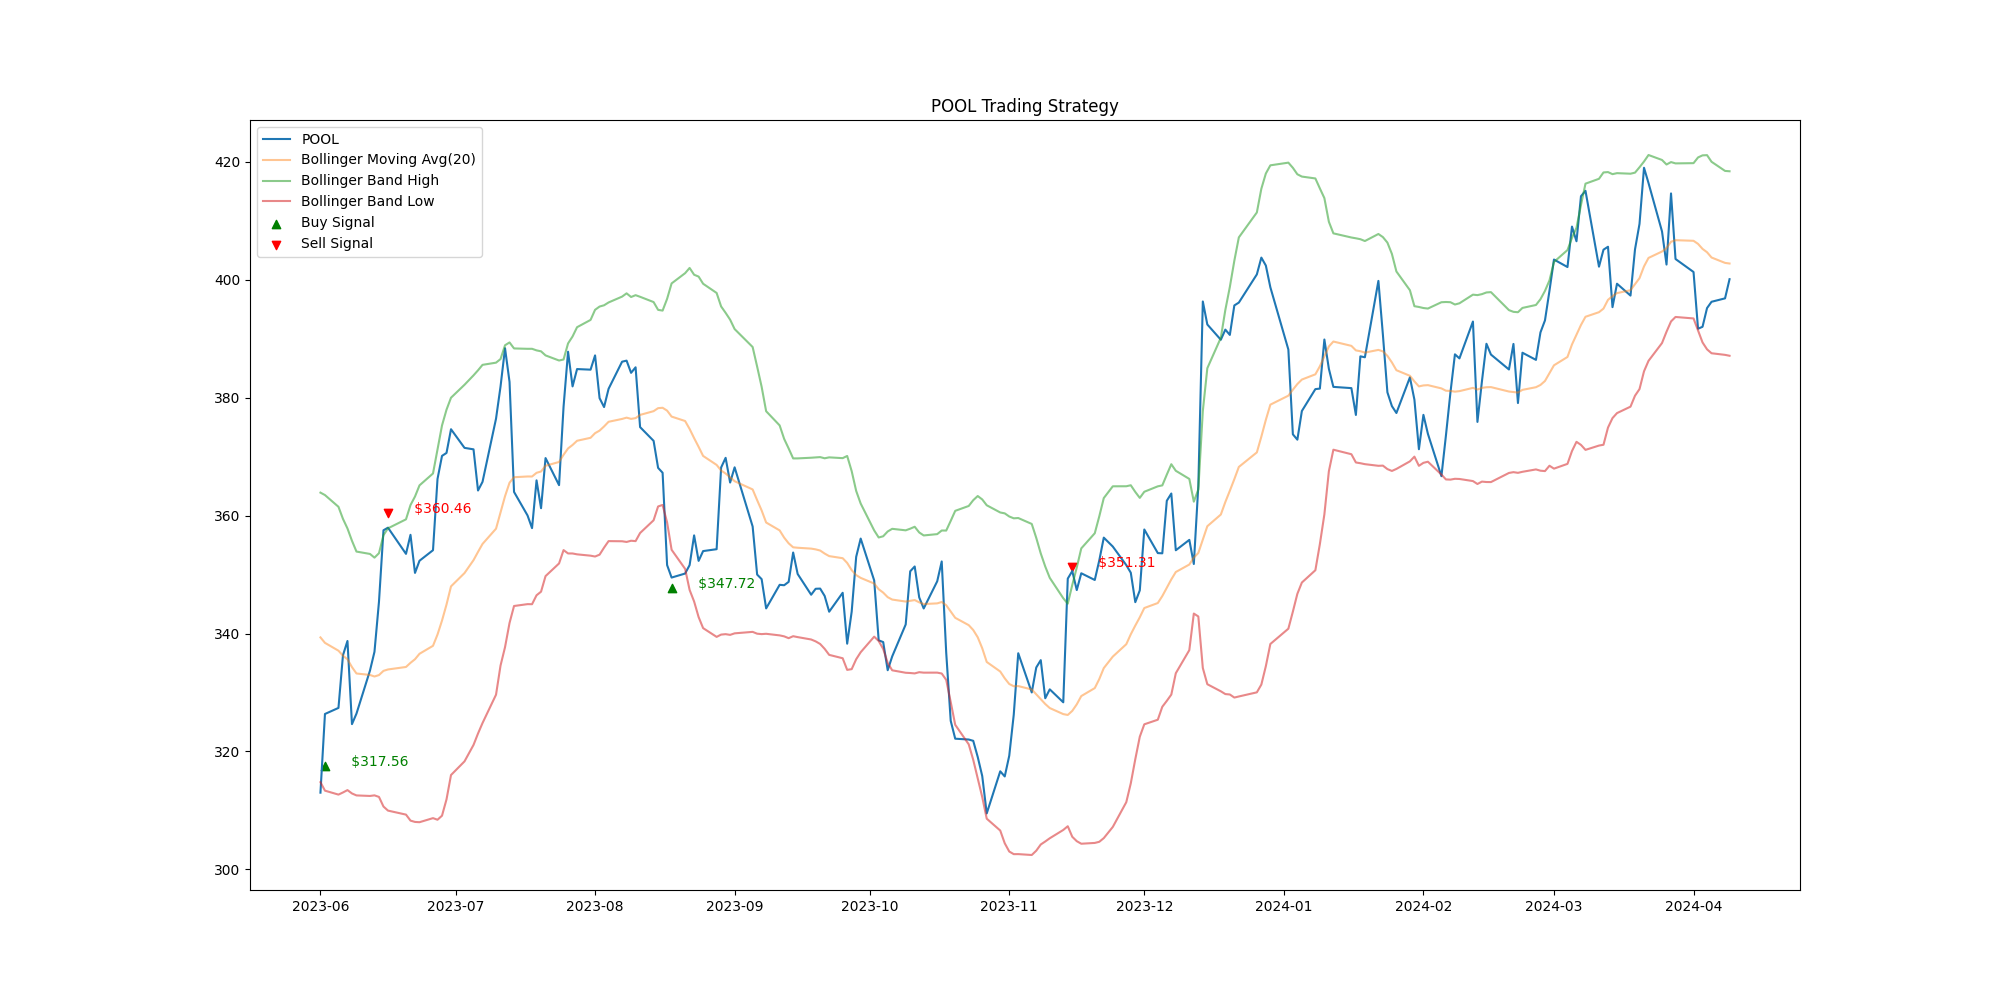 POOL Trading Strategy
POOL
Bollinger Moving Avg(20)
Bollinger Band High
Bollinger Band Low
Buy Signal
Sell Signal
420
400
380
360
340
320
300
$360.46
$351.31
$347.72
$317.56
2023-06 2023-07 2023-08 2023-09 2023-10 2023-11 2023-12 2024-01 2024-02 2024-03 2024-04